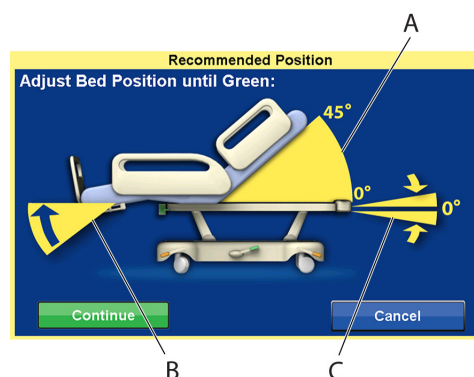 A
Recommended Position
Adjust Bed Position until Green:
45°
0°
0°
Continue
Cancel
B
C